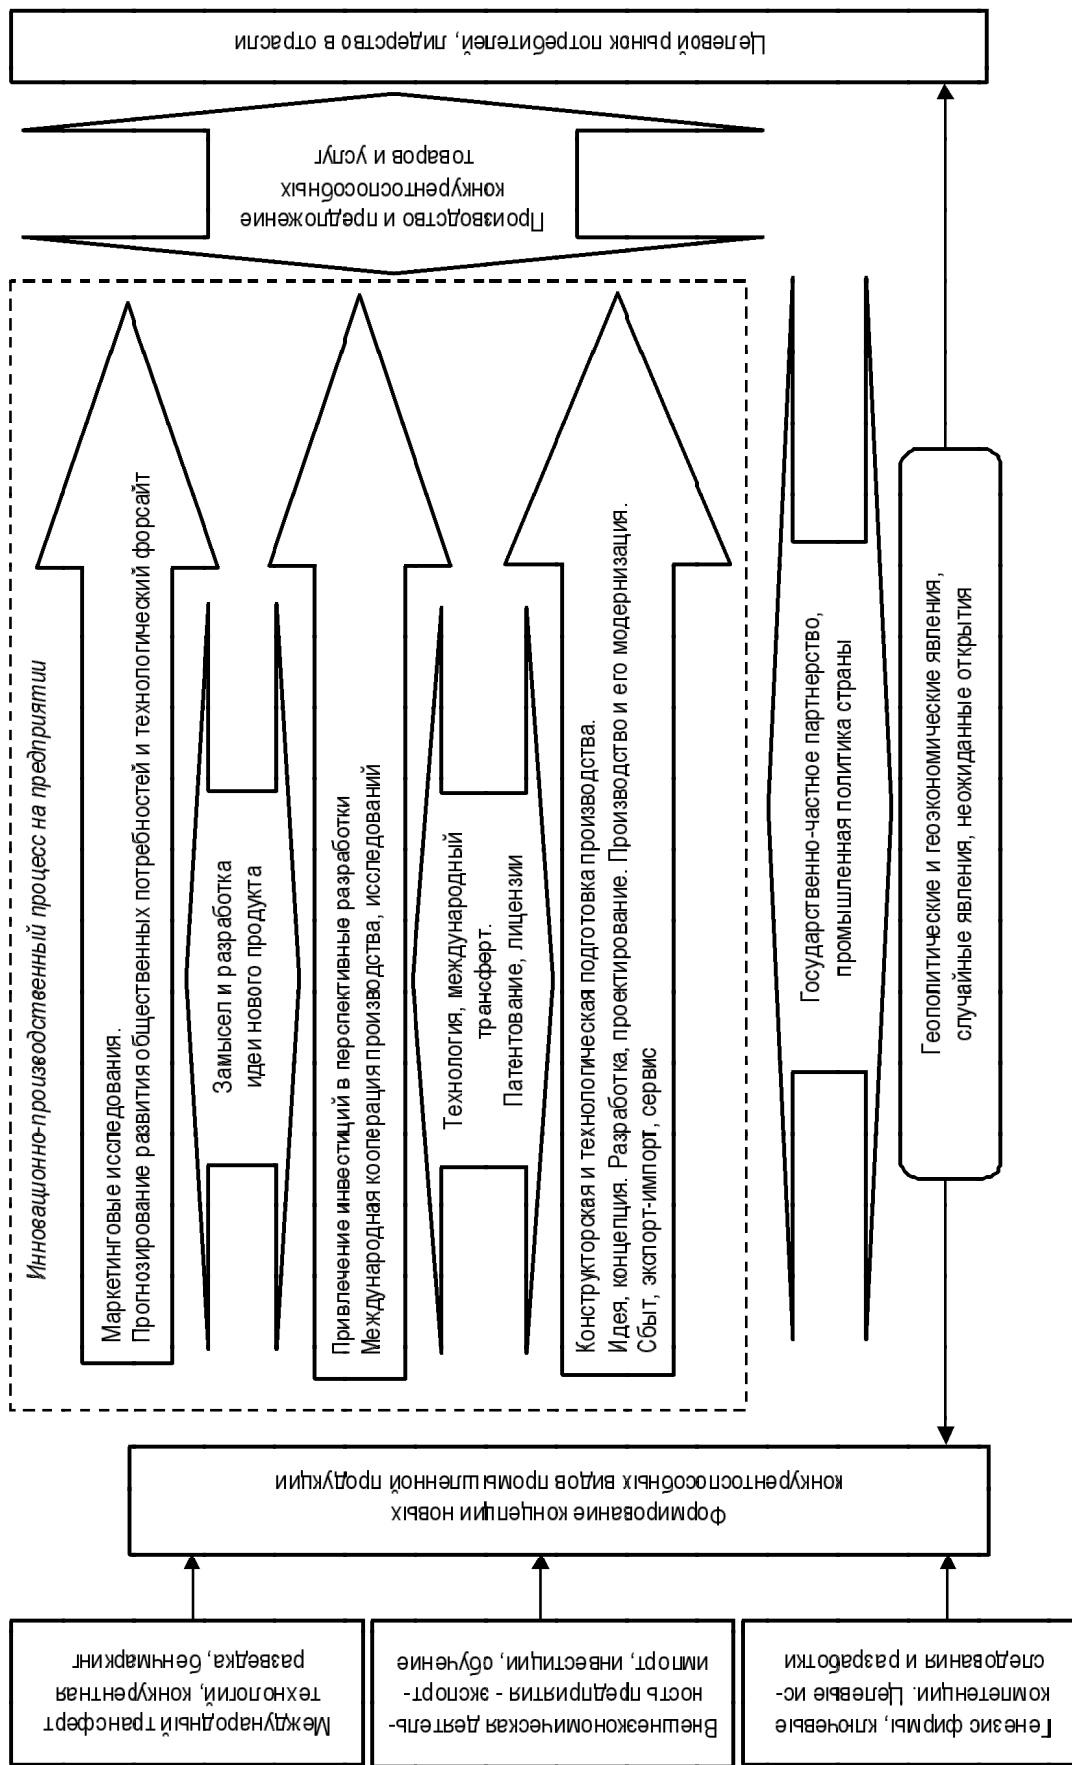 Целевой рынок потребителей, лидерство в отрасли
Производство и предложение
конкурентоспособных
товаров и услуг
Инновационно-производственный процесс на предприятии
Маркетинговые исследования.
Прогнозирование развития общественных потребностей и технологический форсайт
Замысел и разработка
идеи нового продукта
Привлечение инвестиций в перспективные разработки
Международная кооперация производства, исследований
Технология, международный
трансферт.
Патентование, лицензии
Конструкторская и технологическая подготовка производства.
Идея, концепция. Разработка, проектирование. Производство и его модернизация.
Сбыт, экспорт-импорт, сервис
Государственно-частное партнерство,
промышленная политика страны
Геополитические и геоэкономические явления,
случайные явления, неожиданные открытия
Формирование концепции новых
конкурентоспособных видов промышленной продукции
Международный трансферт
технологий, конкурентная
разведка, бенчмаркинг
Внешнеэкономическая деятель-
ность предприятия - экспорт-
импорт, инвестиции, обучение
Генезис фирмы, ключевые
компетенции. Целевые ис-
следования и разработки